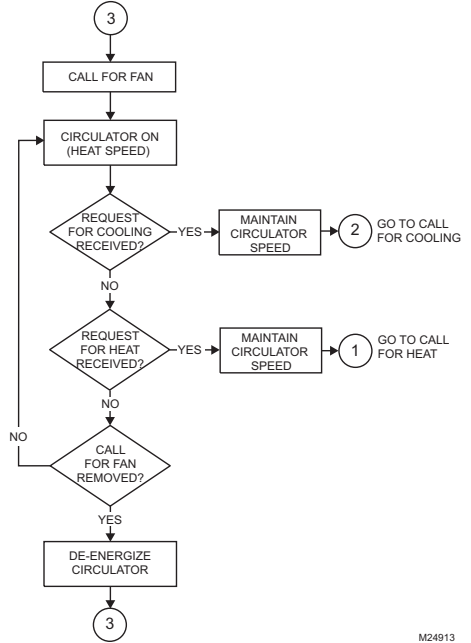 3
CALL FOR FAN
CIRCULATOR ON
(HEAT SPEED)
REQUEST
FOR COOLING
RECEIVED?
YES
MAINTAIN
CIRCULATOR
SPEED
2
GO TO CALL
FOR COOLING
NO
REQUEST
FOR HEAT
RECEIVED?
YES
MAINTAIN
CIRCULATOR
SPEED
1
GO TO CALL
FOR HEAT
NO
NO
CALL
FOR FAN
REMOVED?
YES
DE-ENERGIZE
CIRCULATOR
3
M24913